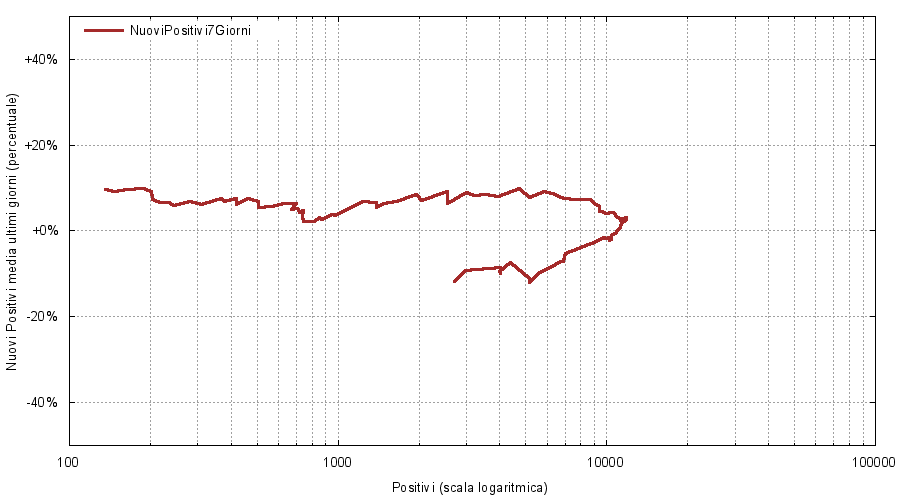 NuoviPositivi7Giorni
+40%
+20%
+0%
-20%
-40%
Nuovi Positivi media ultimi giorni (percentuale)
100 1000 10000 100000
Positivi (scala logaritmica)